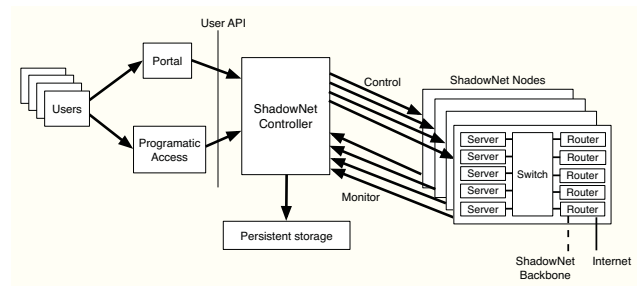 User API
Portal
Users
Programatic
Access
ShadowNet
Controller
Persistent storage
Control
Monitor
ShadowNet Nodes
Server
Server
Server
Server
Server
Switch
Router
Router
Router
Router
Router
ShadowNet
Backbone
Internet